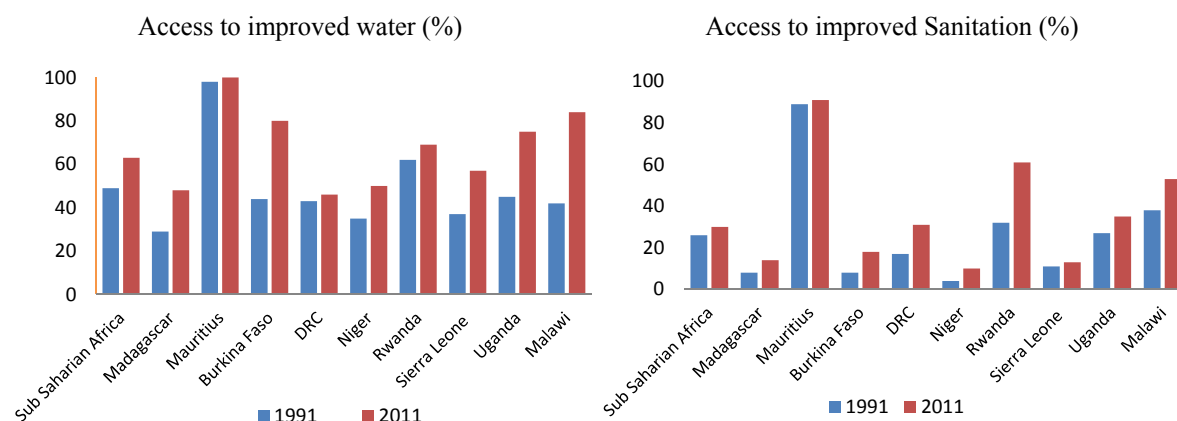 Access to improved water (%)
100
80
60
40
20
0
Sub Saharian Africa
Madagascar
Mauritius
Burkina Faso
DRC
Niger
Rwanda
Sierra Leone
Uganda
Malawi
1991 2011
Access to improved Sanitation (%)
100
80
60
40
20
0
Sub Saharian Africa
Madagascar
Mauritius
Burkina Faso
DRC
Niger
Rwanda
Sierra Leone
Uganda
Malawi
1991 2011